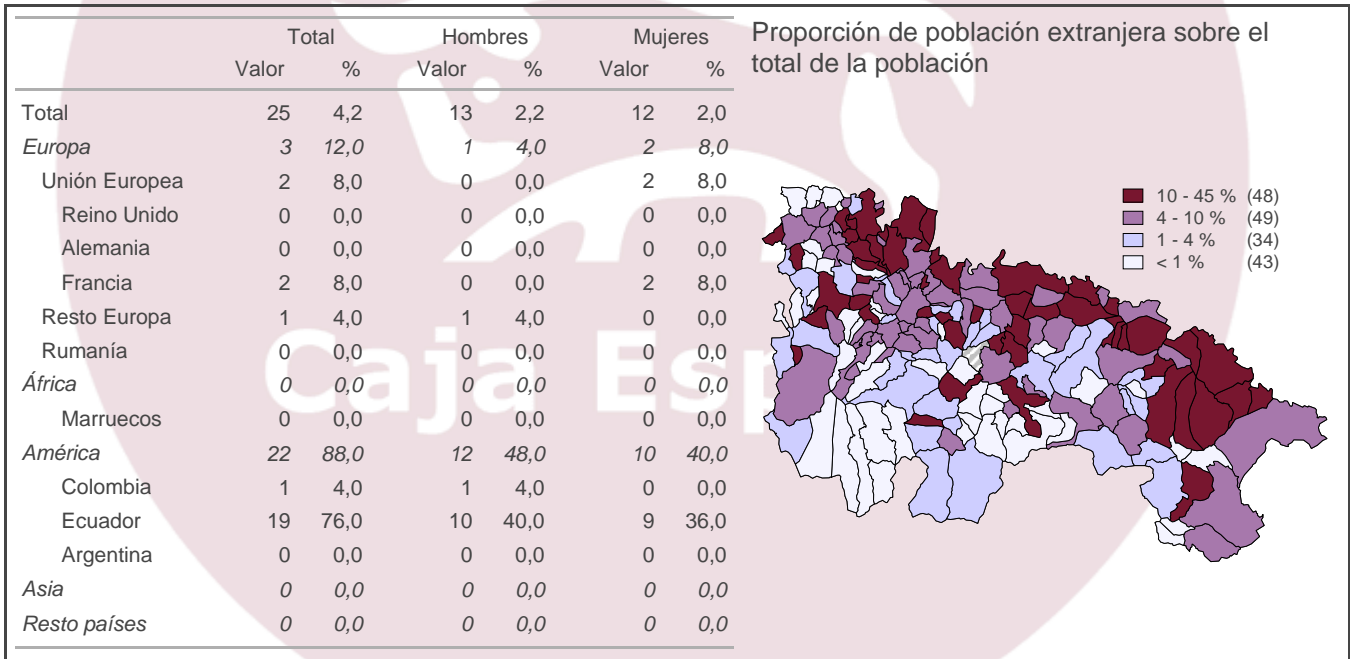 Total Hombres Mujeres
Valor % Valor % Valor %
Total 25 4,2 13 2,2 12 2,0
Europa 3 12,0 1 4,0 2 8,0
Unión Europea 2 8,0 0 0,0 2 8,0
Reino Unido 0 0,0 0 0,0 0 0,0
Alemania 0 0,0 0 0,0 0 0,0
Francia 2 8,0 0 0,0 2 8,0
Resto Europa 1 4,0 1 4,0 0 0,0
Rumanía 0 0,0 0 0,0 0 0,0
África 0 0,0 0 0,0 0 0,0
Marruecos 0 0,0 0 0,0 0 0,0
América 22 88,0 12 48,0 10 40,0
Colombia 1 4,0 1 4,0 0 0,0
Ecuador 19 76,0 10 40,0 9 36,0
Argentina 0 0,0 0 0,0 0 0,0
Asia 0 0,0 0 0,0 0 0,0
Resto países 0 0,0 0 0,0 0 0,0
Proporción de población extranjera sobre el
total de la población
10 - 45 % (48)
4 - 10 % (49)
1 - 4 % (34)
< 1 % (43)
Caja Esp